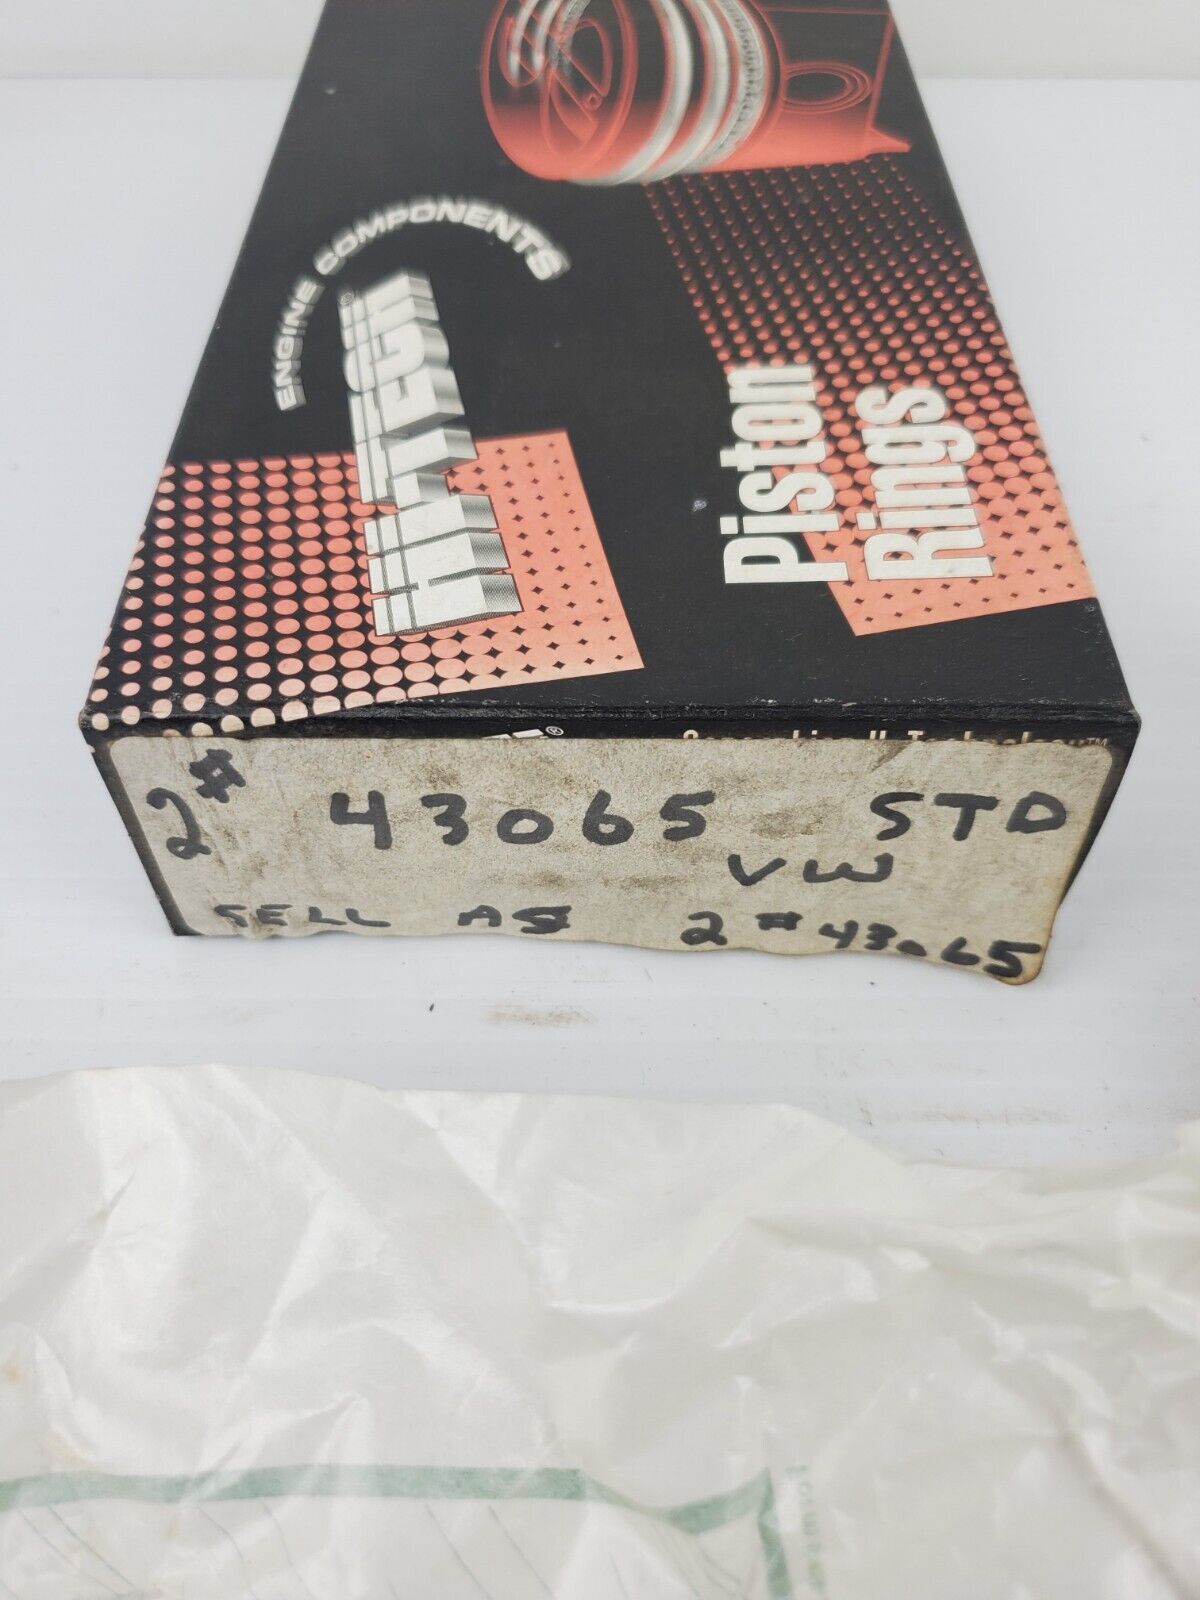 ENGINE COMPONENTS
Hi-TECH®
Piston
Rings
2# 43065 STD
VW
SELL AS 2 # 43065